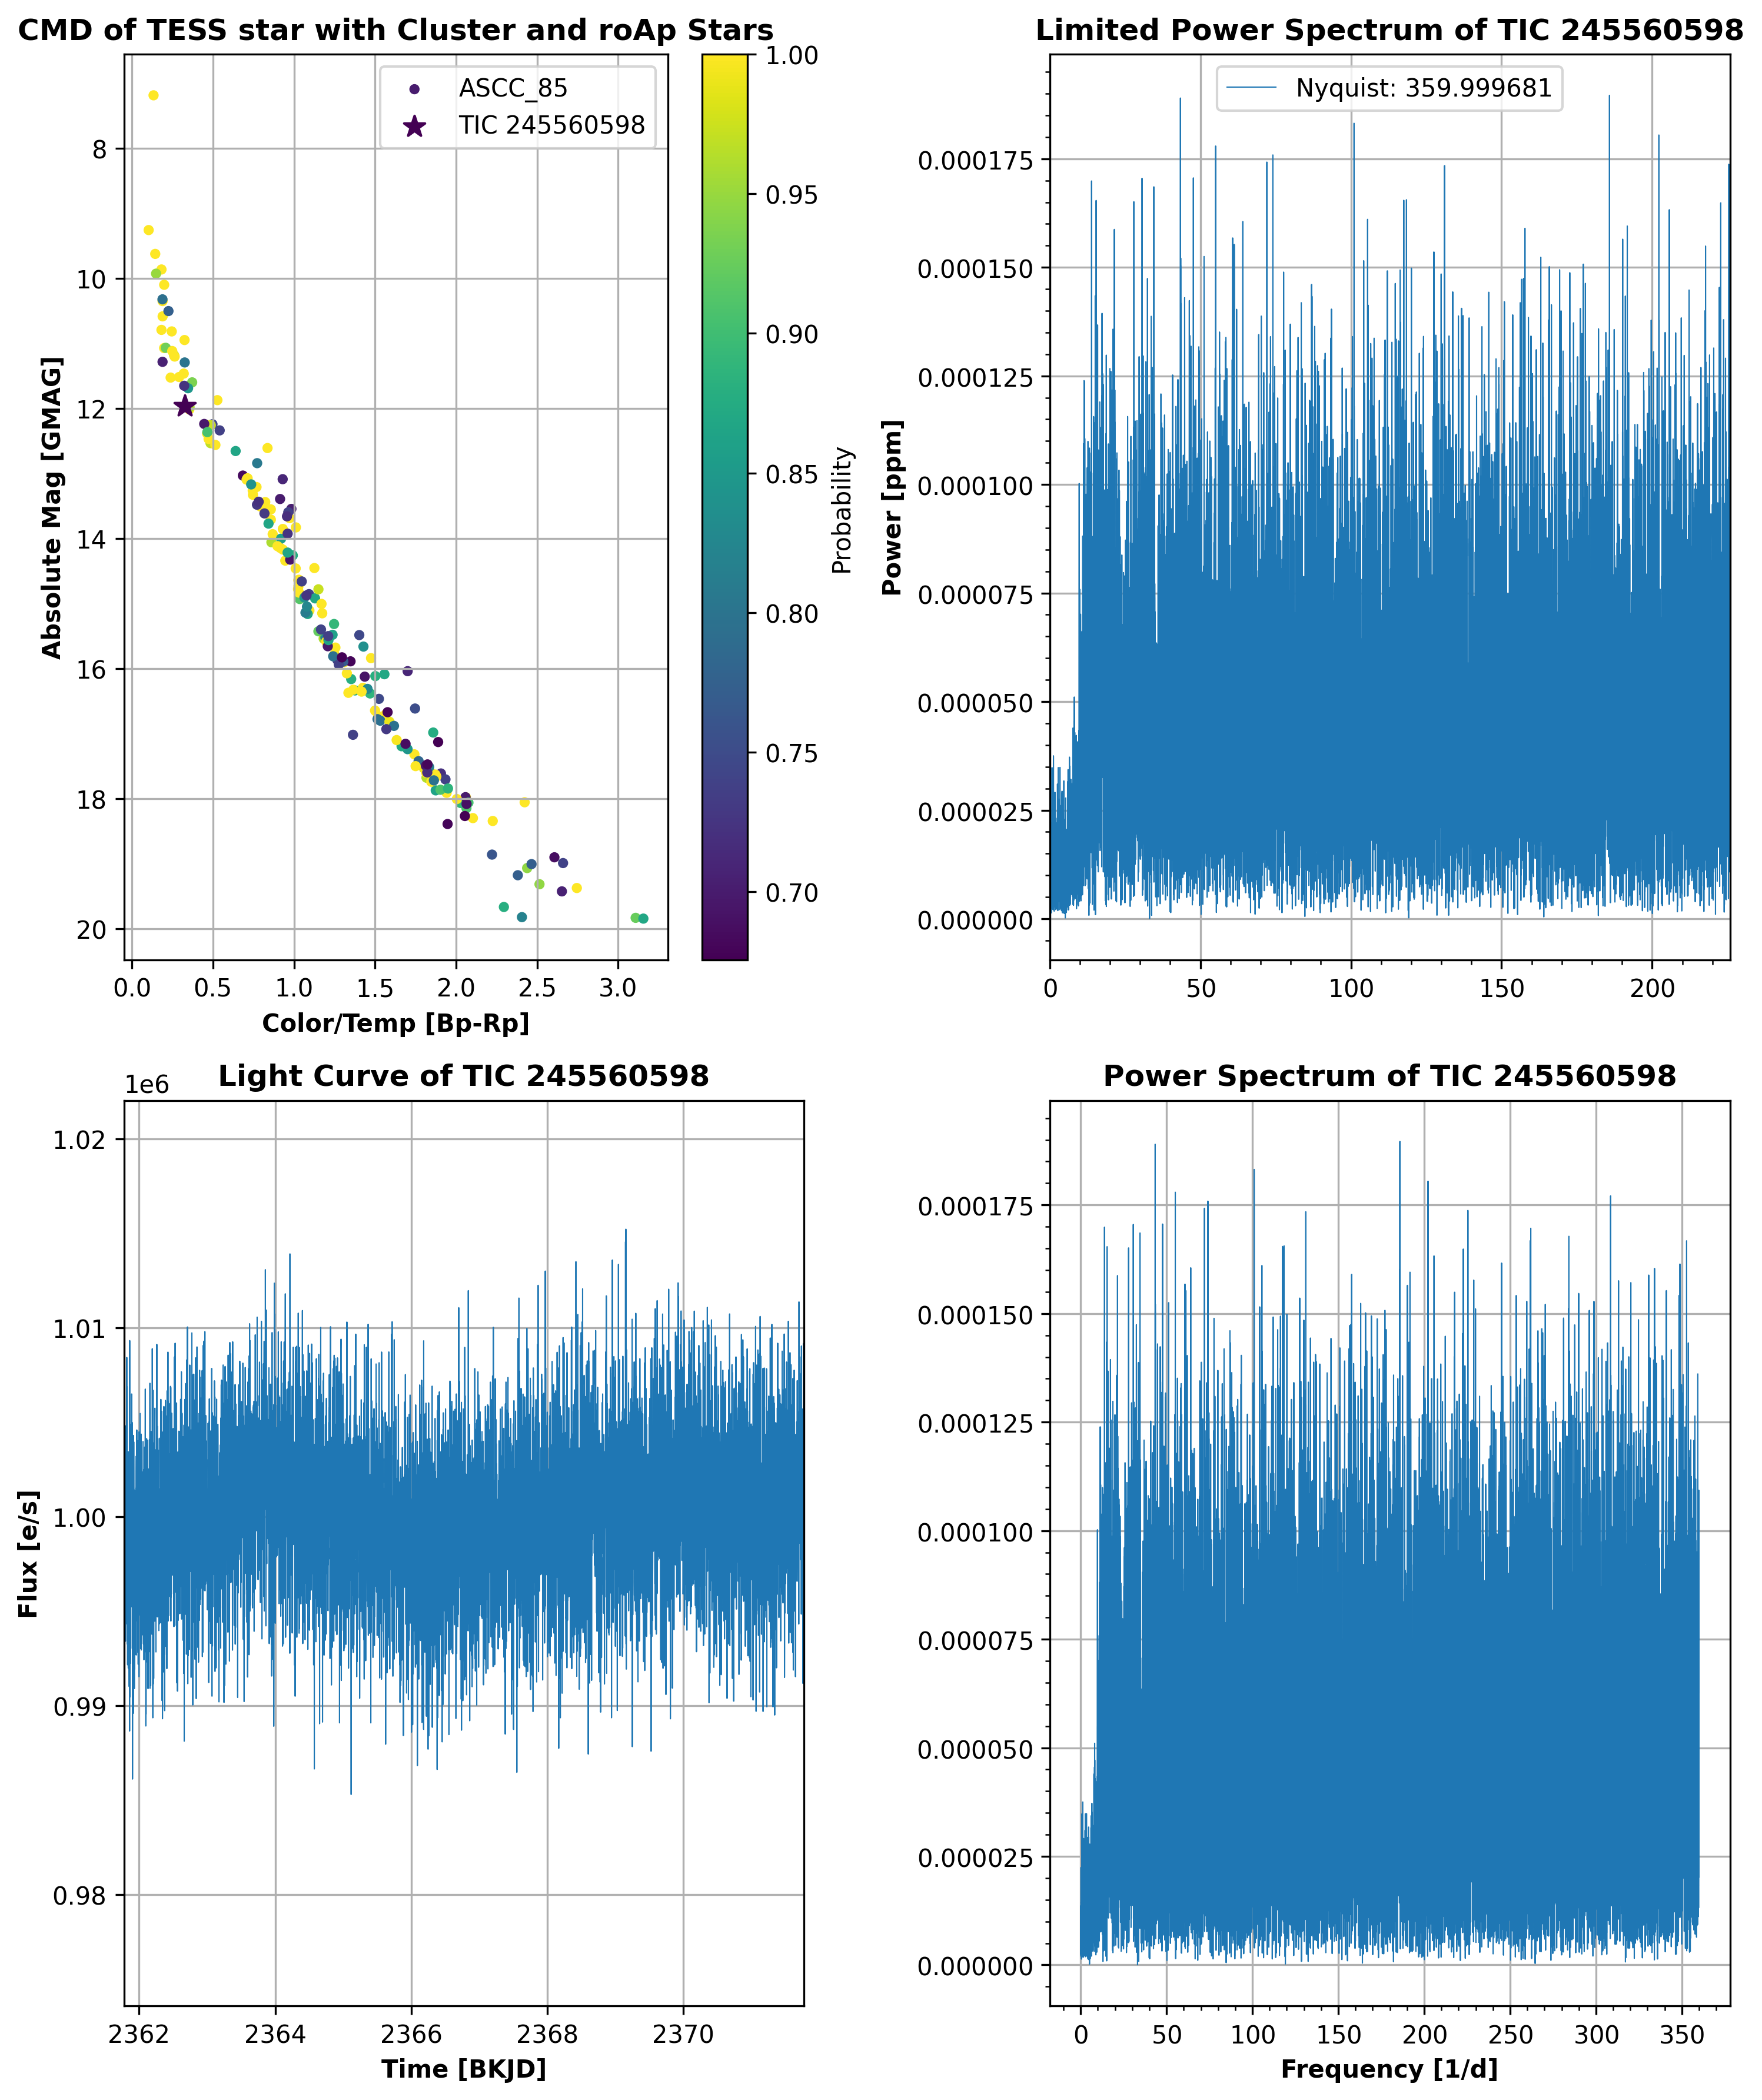 CMD of TESS star with Cluster and roAp Stars
ASCC_85
TIC 245560598
8
10
12
14
16
18
20
Absolute Mag [GMAG]
0.0 0.5 1.0 1.5 2.0 2.5 3.0
Color/Temp [Bp-Rp]
1.00
0.95
0.90
0.85
0.80
0.75
0.70
Probability
Limited Power Spectrum of TIC 245560598
Nyquist: 359.999681
0.000175
0.000150
0.000125
0.000100
0.000075
0.000050
0.000025
0.000000
Power [ppm]
0 50 100 150 200
Light Curve of TIC 245560598
1e6
1.02
1.01
1.00
0.99
0.98
Flux [e/s]
2362 2364 2366 2368 2370
Time [BKJD]
Power Spectrum of TIC 245560598
0.000175
0.000150
0.000125
0.000100
0.000075
0.000050
0.000025
0.000000
0 50 100 150 200 250 300 350
Frequency [1/d]